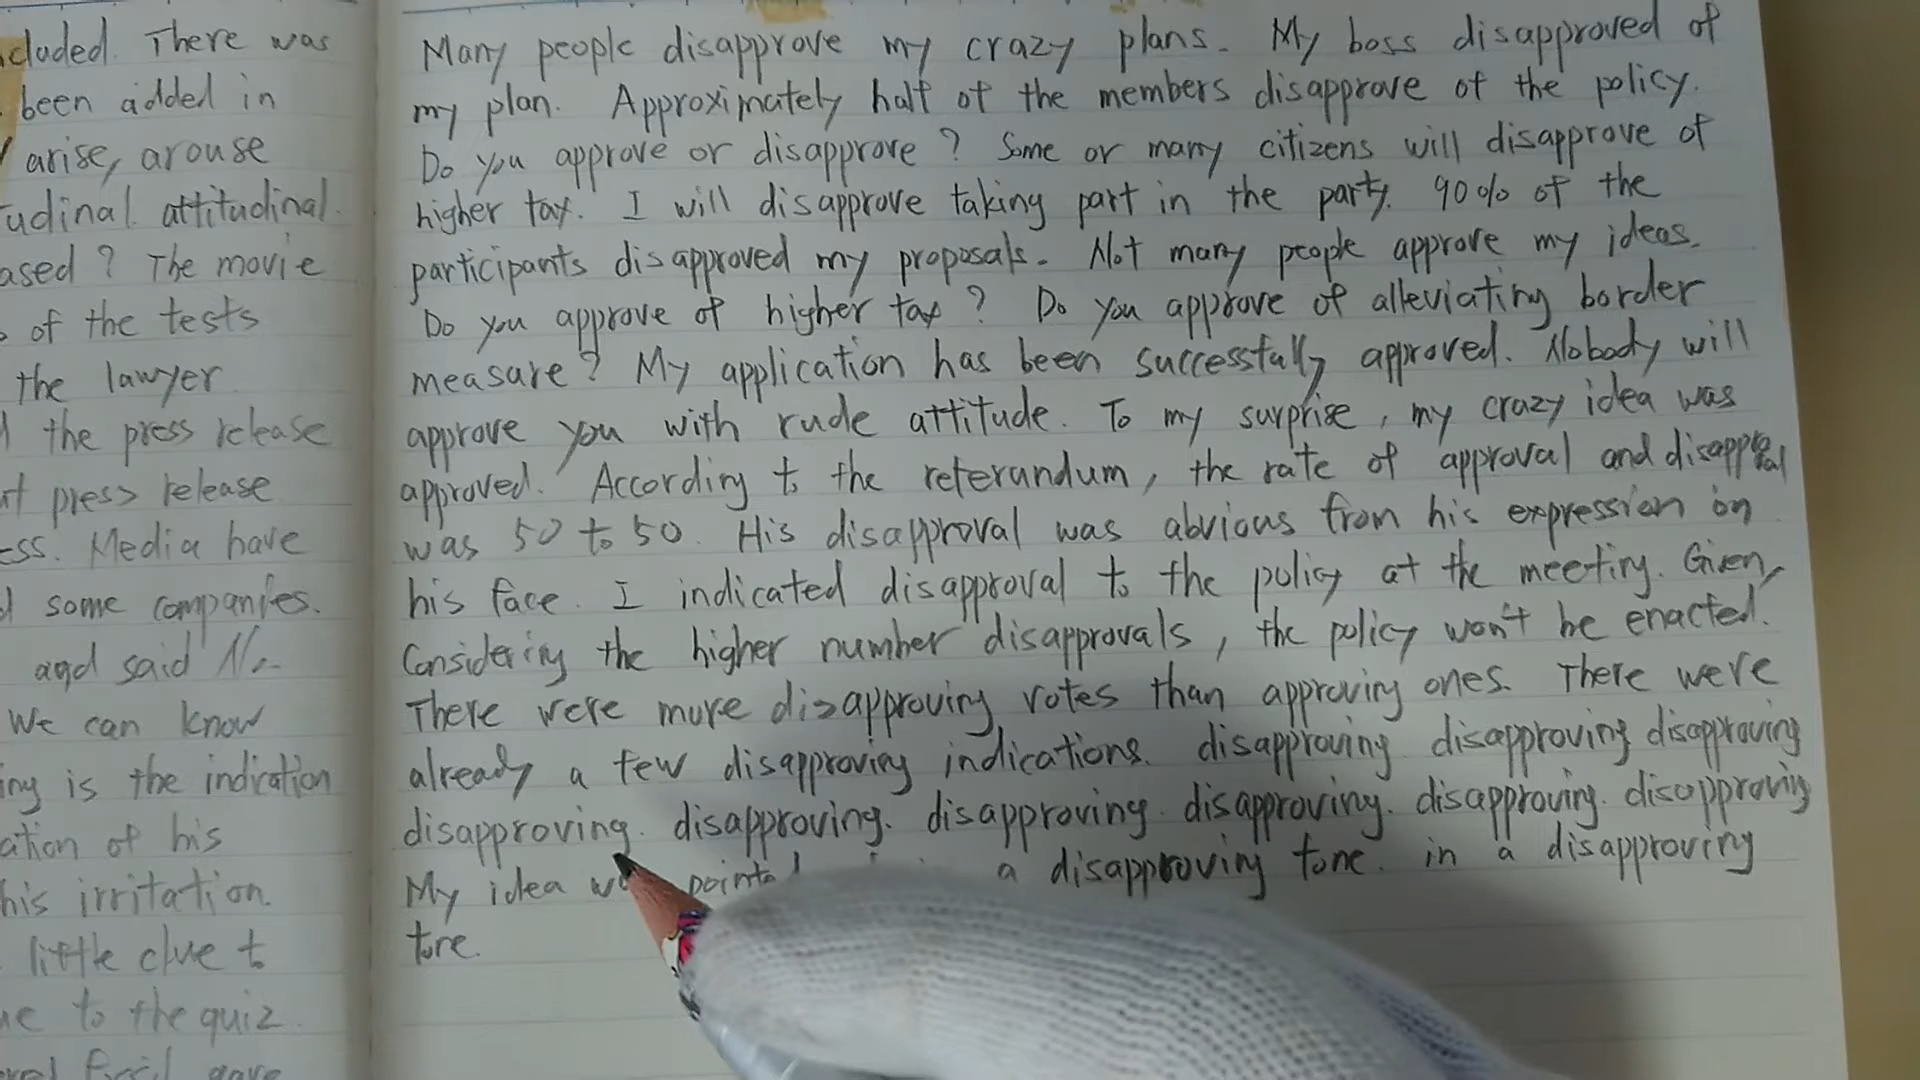 cluded. There was
been added in
arise, arouse
udinal. attitudinal.
ased? The movie
of the tests
the lawyer
the press release
press release
ess. Media have
some companies.
and said No
We can know
ing is the indication
ation of his
his irritation.
little clue to
ue to the quiz.
gave
Many people disapprove my crazy plans. My boss disapproved of
my plan. Approximately half of the members disapprove of the policy.
Do you approve or disapprove? Some or many citizens will disapprove of
higher tax. I will disapprove taking part in the party. 90% of the
participants disapproved my proposals. Not many people approve my ideas.
Do you approve of higher tax? Do you approve of alleviating border
measure? My application has been successfully approved. Nobody will
approve you with rude attitude. To my surprise, my crazy idea was
approved. According to the referandum, the rate of approval and disapproval
was 50 to 50. His disapproval was abvious from his expression on
his face. I indicated disapproval to the policy at the meeting. Given,
Considering the higher number disapprovals, the policy won't be enacted.
There were more disapproving votes than approving ones. There were
already a few disapproving indications. disapproving disapproving disapproving
disapproving. disapproving. disapproving. disapproving. disapproving. disapproving
My idea a disapproving tone. in a disapproving
tone.